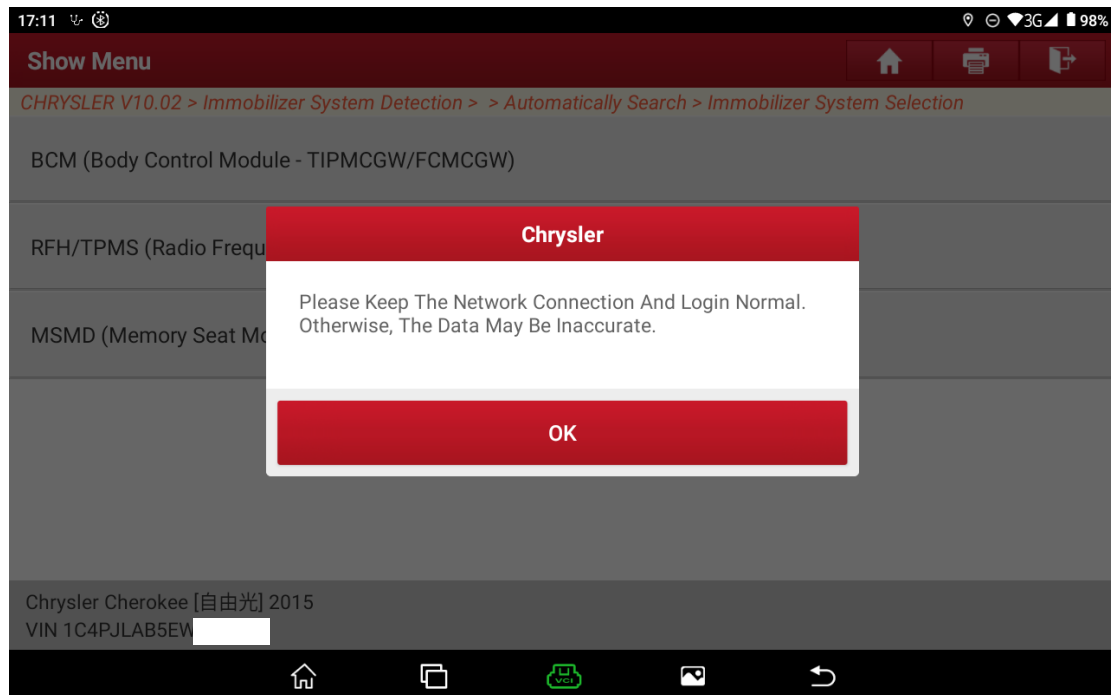 17:11
3G 98%
Show Menu
CHRYSLER V10.02 > Immobilizer System Detection > > Automatically Search > Immobilizer System Selection
BCM (Body Control Module - TIPMCGW/FCMCGW)
RFH/TPMS (Radio Frequ
MSMD (Memory Seat Mo
Chrysler
Please Keep The Network Connection And Login Normal.
Otherwise, The Data May Be Inaccurate.
OK
Chrysler Cherokee [自由光] 2015
VIN 1C4PJLAB5EW
VCI